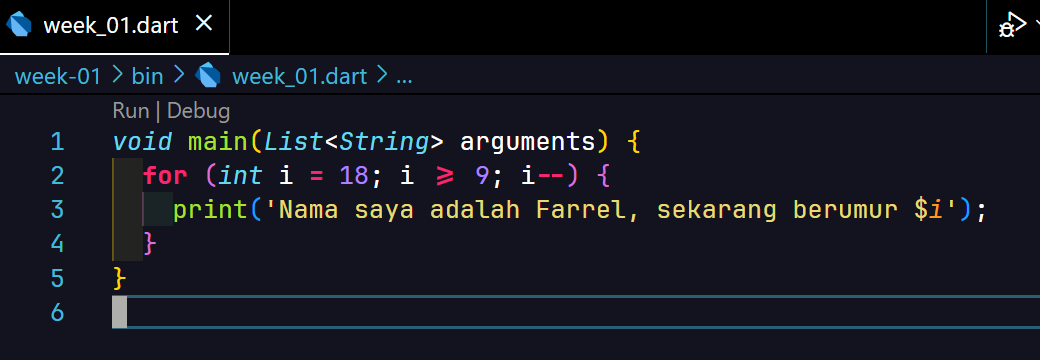 week_01.dart ×
week-01 > bin > week_01.dart > ...
Run | Debug
1 void main(List<String> arguments) {
2 for (int i = 18; i >= 9; i--) {
3 print('Nama saya adalah Farrel, sekarang berumur $i');
4 }
5 }
6